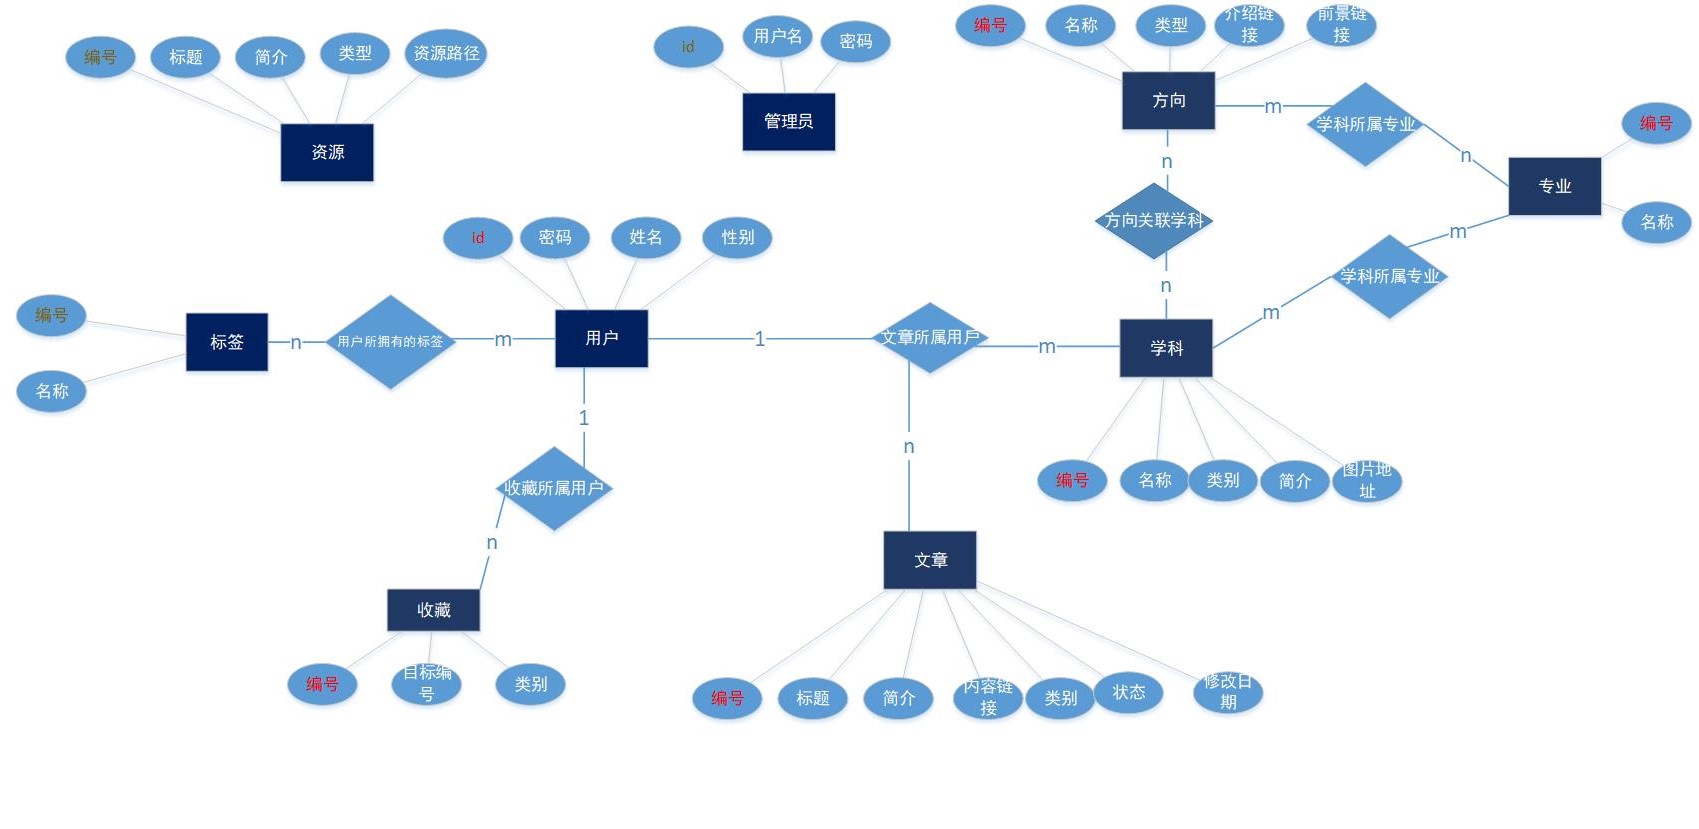 编号
标题
简介
类型
资源路径
资源
id
用户名
密码
管理员
编号
名称
类型
介绍链
接
前景链
接
方向
m
学科所属专业
n
编号
专业
名称
n
方向关联学科
n
m
学科所属专业
m
id
密码
姓名
性别
编号
名称
标签
n
用户所拥有的标签
m
用户
1
文章所属用户
m
学科
编号
名称
类别
简介
图片地
址
1
收藏所属用户
n
收藏
编号
目标编
号
类别
n
文章
编号
标题
简介
内容链
接
类别
状态
修改日
期